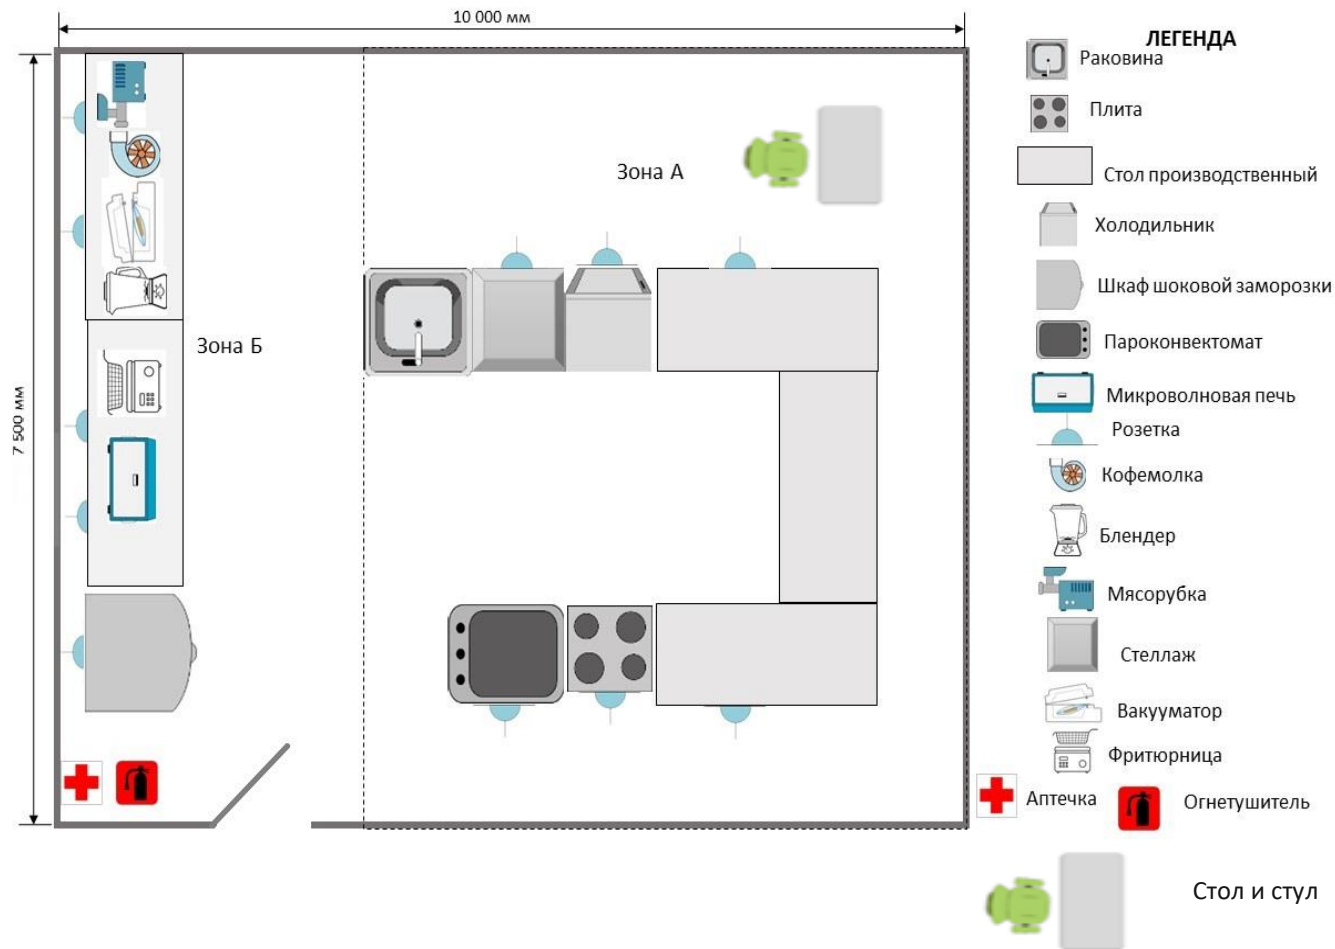 10 000 мм
ЛЕГЕНДА
Раковина
Плита
Зона А
Стол производственный
Холодильник
Шкаф шоковой заморозки
Зона Б
Пароконвектомат
Микроволновая печь
7 500 мм
Розетка
Кофемолка
Блендер
Мясорубка
Стеллаж
Вакууматор
Фритюрница
Аптечка
Огнетушитель
Стол и стул